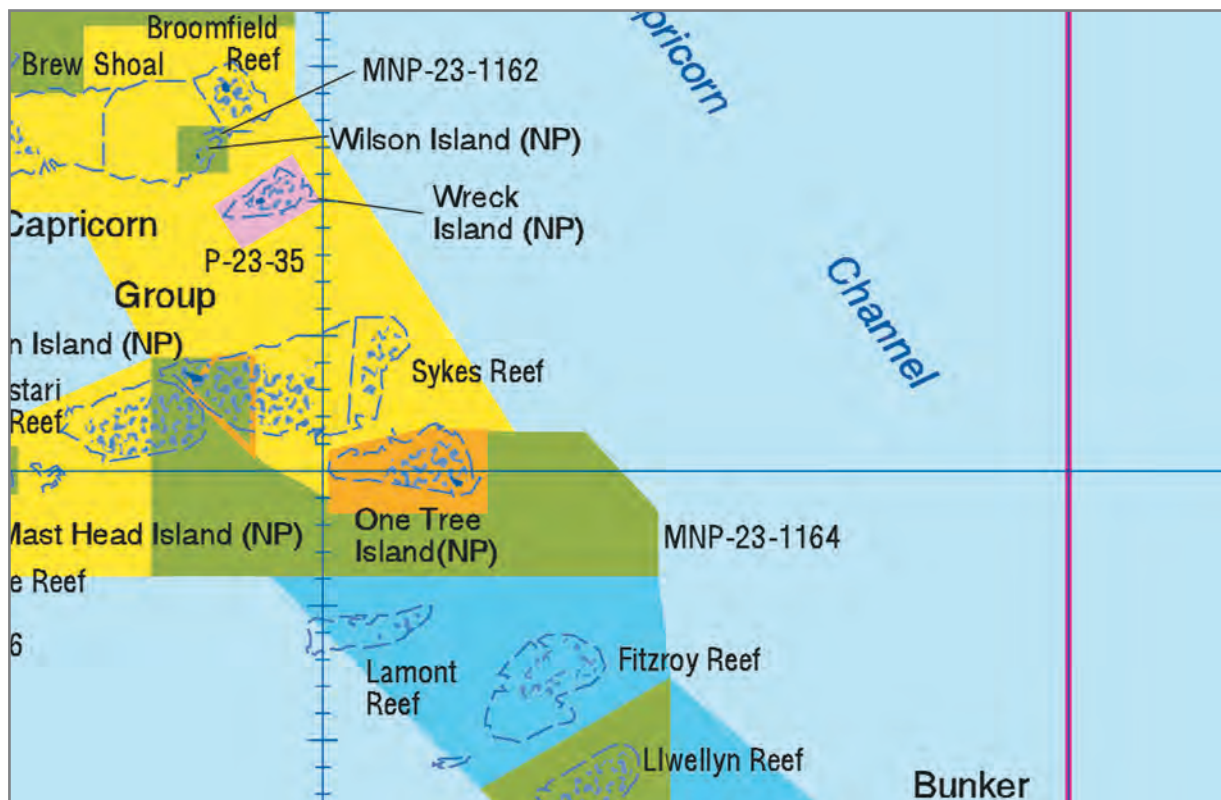 Broomfield
Reef
Brew Shoal
MNP-23-1162
Wilson Island (NP)
Wreck
Island (NP)
P-23-35
Capricorn
Group
pricorn
Channel
n Island (NP)
stari
Reef
Sykes Reef
Mast Head Island (NP)
One Tree
Island(NP)
MNP-23-1164
e Reef
6
Lamont
Reef
Fitzroy Reef
Llwellyn Reef
Bunker